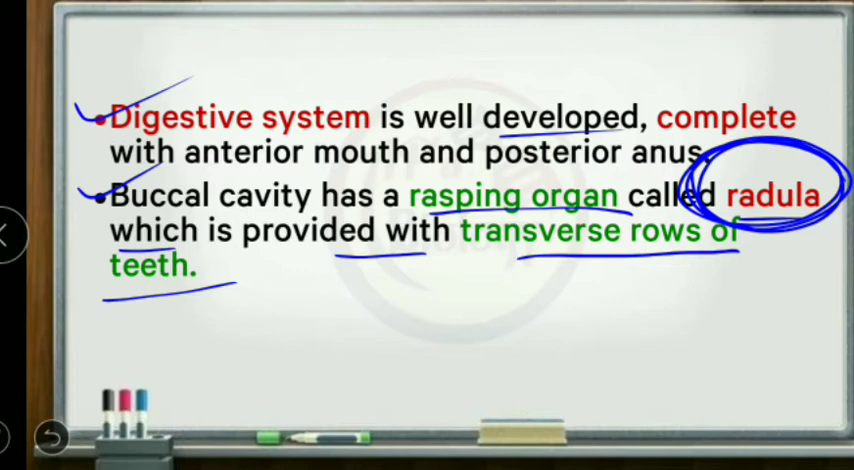 •Digestive system is well developed, complete
with anterior mouth and posterior anus.
•Buccal cavity has a rasping organ called radula
which is provided with transverse rows of
teeth.